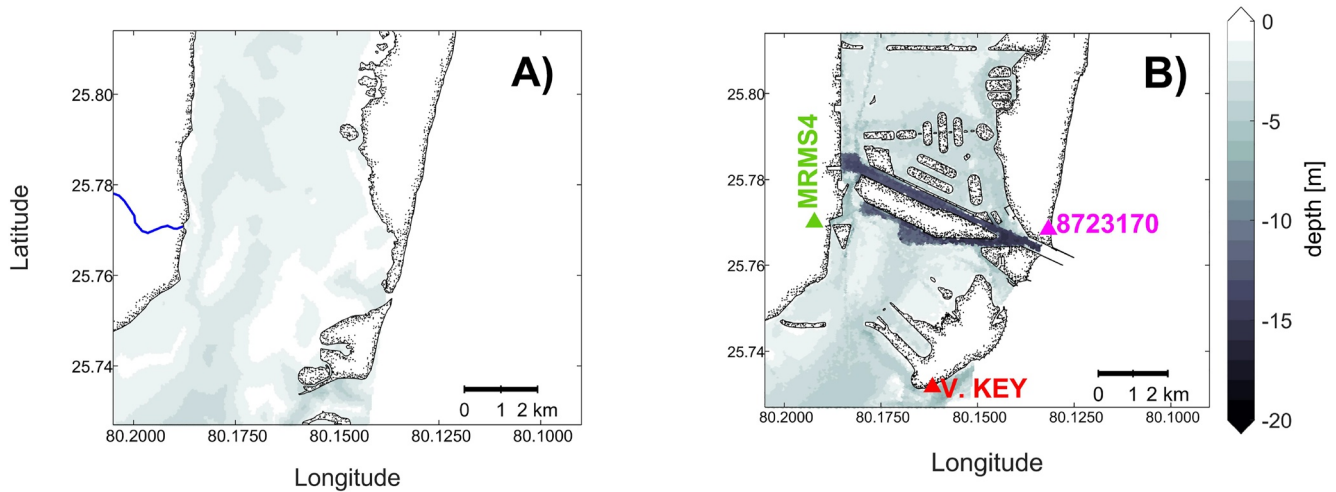 A)
Latitude
25.80
25.78
25.76
25.74
0 1 2 km
80.2000 80.1750 80.1500 80.1250 80.1000
Longitude
B)
25.80
25.78
25.76
25.74
MRMS4
8723170
V. KEY
0 1 2 km
80.2000 80.1750 80.1500 80.1250 80.1000
Longitude
0
-5
-10
-15
-20
depth [m]